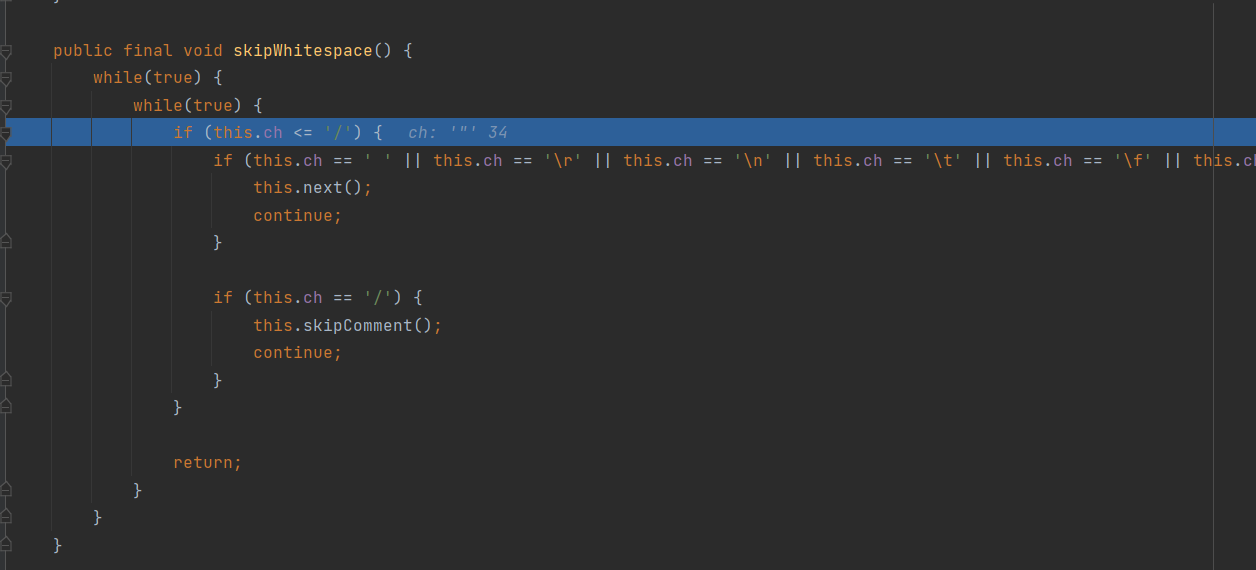 }
public final void skipWhitespace() {
while(true) {
while(true) {
if (this.ch <= '/') {   ch: '"' 34
if (this.ch == ' ' || this.ch == '\r' || this.ch == '\n' || this.ch == '\t' || this.ch == '\f' || this.ch
this.next();
continue;
}
if (this.ch == '/') {
this.skipComment();
continue;
}
}
return;
}
}
}